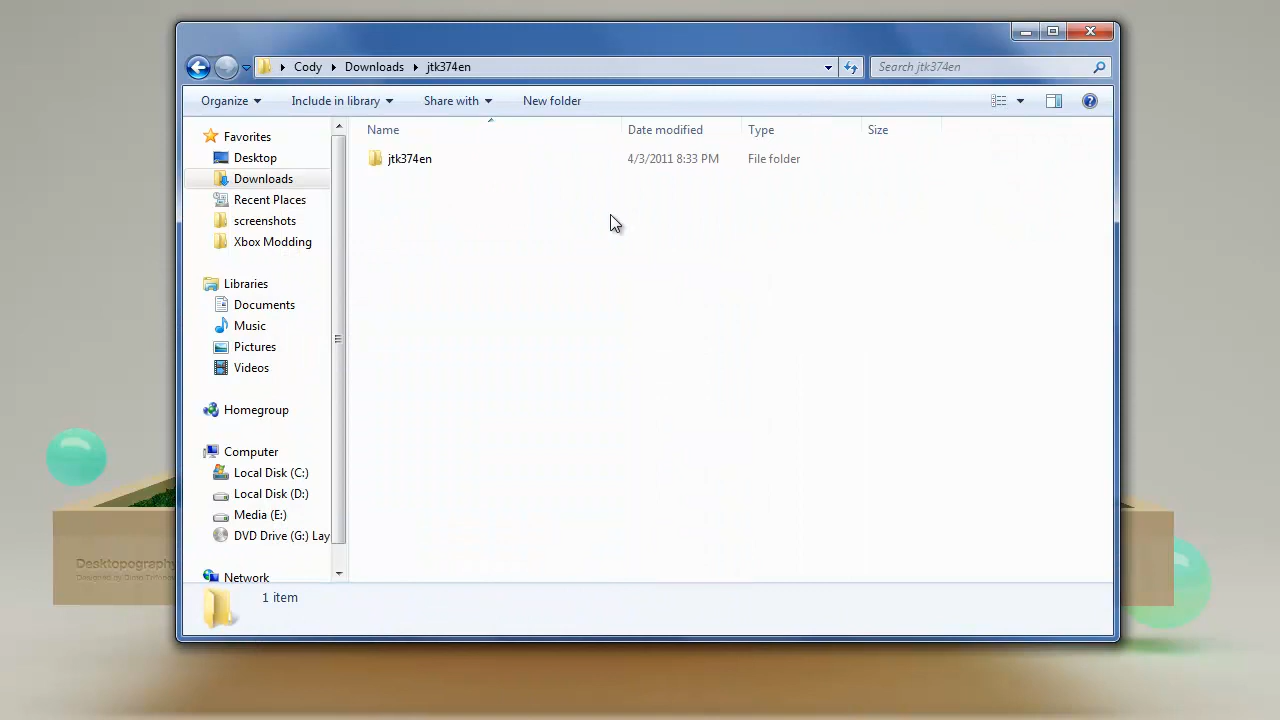 Cody Downloads jtk374en
Search jtk374en
Organize Include in library Share with New folder
Name Date modified Type Size
jtk374en 4/3/2011 8:33 PM File folder
Favorites
Desktop
Downloads
Recent Places
screenshots
Xbox Modding
Libraries
Documents
Music
Pictures
Videos
Homegroup
Computer
Local Disk (C:)
Local Disk (D:)
Media (E:)
DVD Drive (G:) Lay
Network
1 item
Desktopography